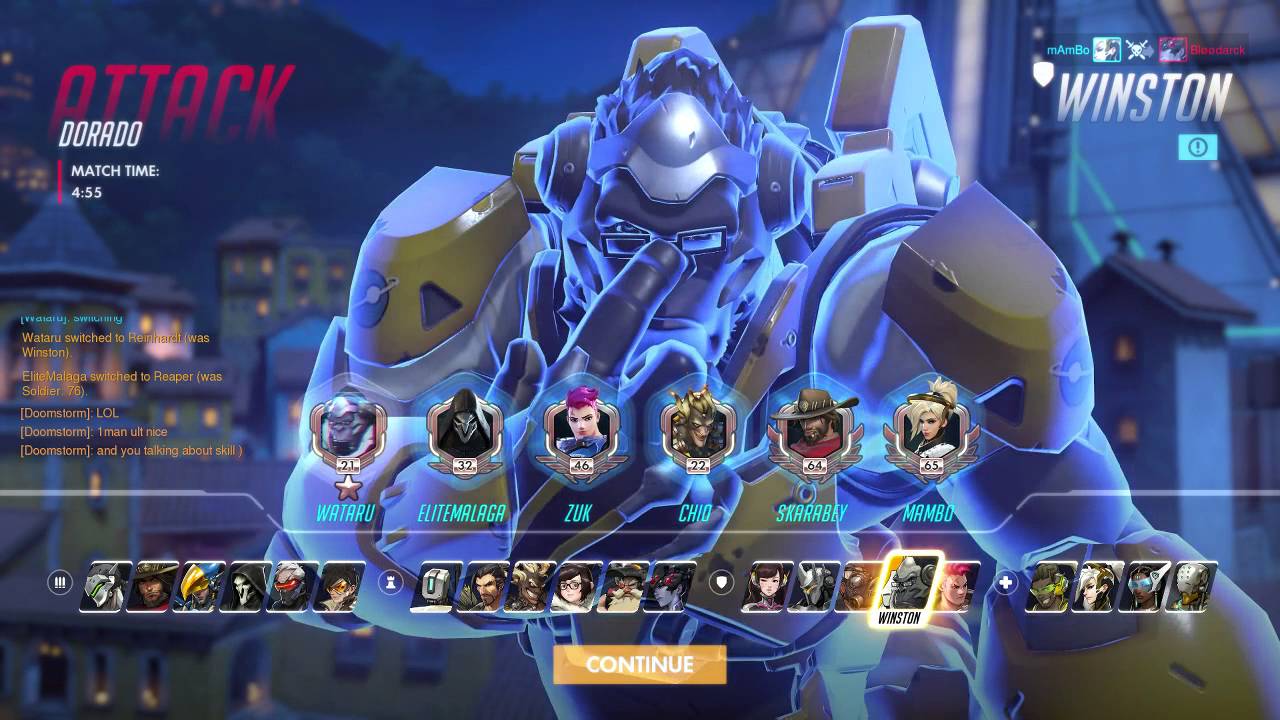 ATTACK
DORADO
MATCH TIME:
4:55
mAmBo
Bløødarck
WINSTON
[Wataru]: switching
Wataru switched to Reinhardt (was
Winston).
EliteMalaga switched to Reaper (was
Soldier: 76).
[Doomstorm]: LOL
[Doomstorm]: 1man ult nice
[Doomstorm]: and you talking about skill )
21
32
46
22
64
65
WATARU
ELITEMALAGA
ZUK
CHIO
SKARABEY
MAMBO
WINSTON
CONTINUE